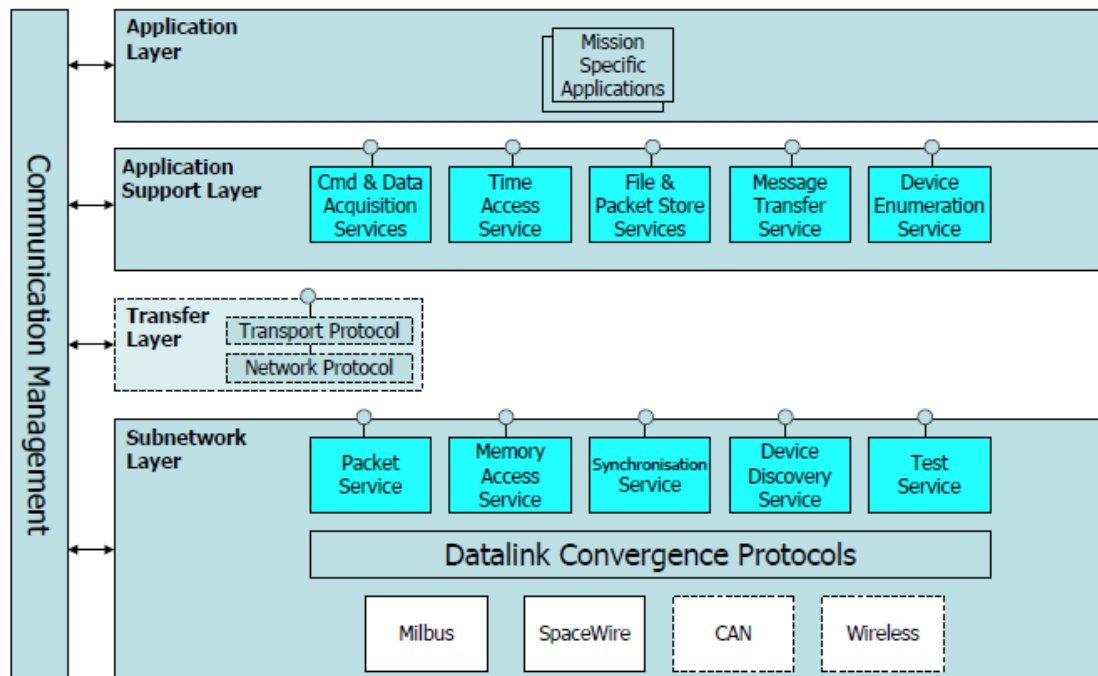 Communication Management
Application
Layer
Mission
Specific
Applications
Application
Support Layer
Cmd & Data
Acquisition
Services
Time
Access
Service
File &
Packet Store
Services
Message
Transfer
Service
Device
Enumeration
Service
Transfer
Layer
Transport Protocol
Network Protocol
Subnetwork
Layer
Packet
Service
Memory
Access
Service
Synchronisation
Service
Device
Discovery
Service
Test
Service
Datalink Convergence Protocols
Milbus
SpaceWire
CAN
Wireless